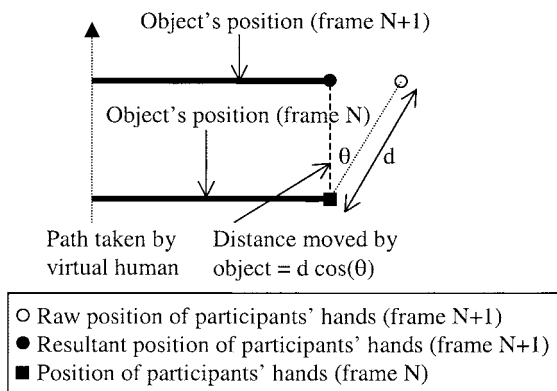 Object's position (frame N+1)
Object's position (frame N)
θ
d
Path taken by
virtual human
Distance moved by
object = d cos(θ)
Raw position of participants' hands (frame N+1)
Resultant position of participants' hands (frame N+1)
Position of participants' hands (frame N)